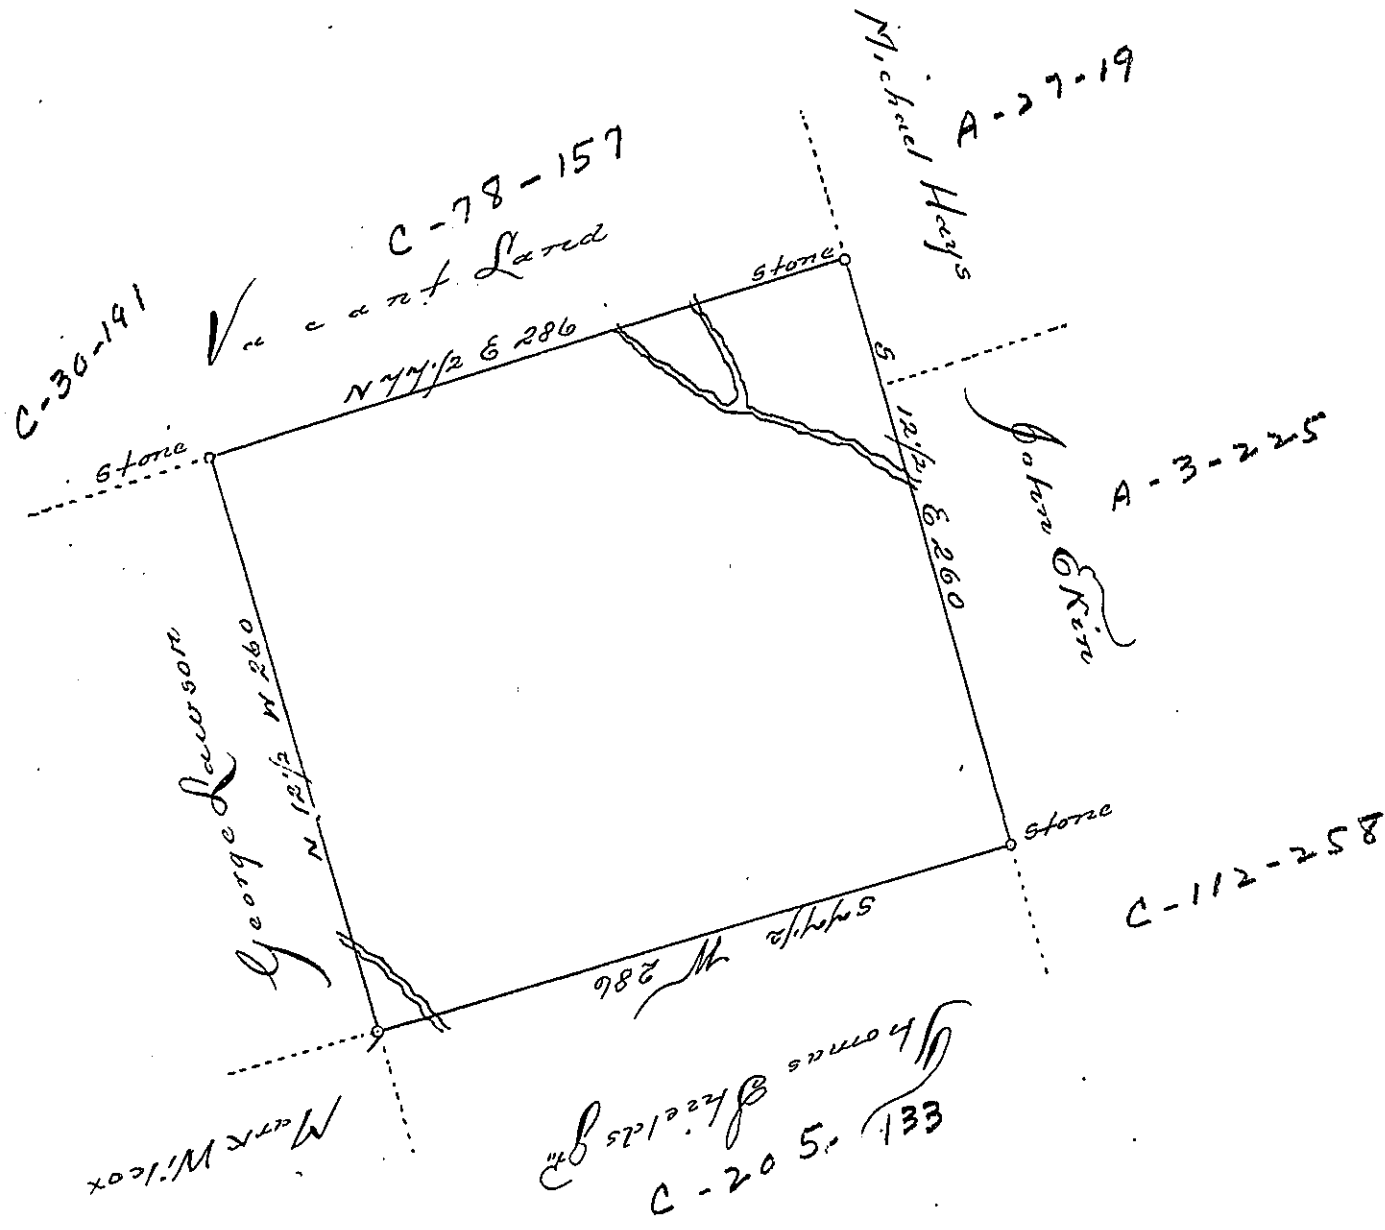 Michael Hays
A-27-19
C-78-157
Vacant Land
C-30-141
Stone
Stone
N 77 1/2 E 286
S 12 1/2 E 260
John Ekin
A-3-225
George Lawson
N 12 1/2 W 260
Stone
C-112-258
S 77 1/2 W 286
Thomas Shields Jr
C-205-133
Mark Wilcox